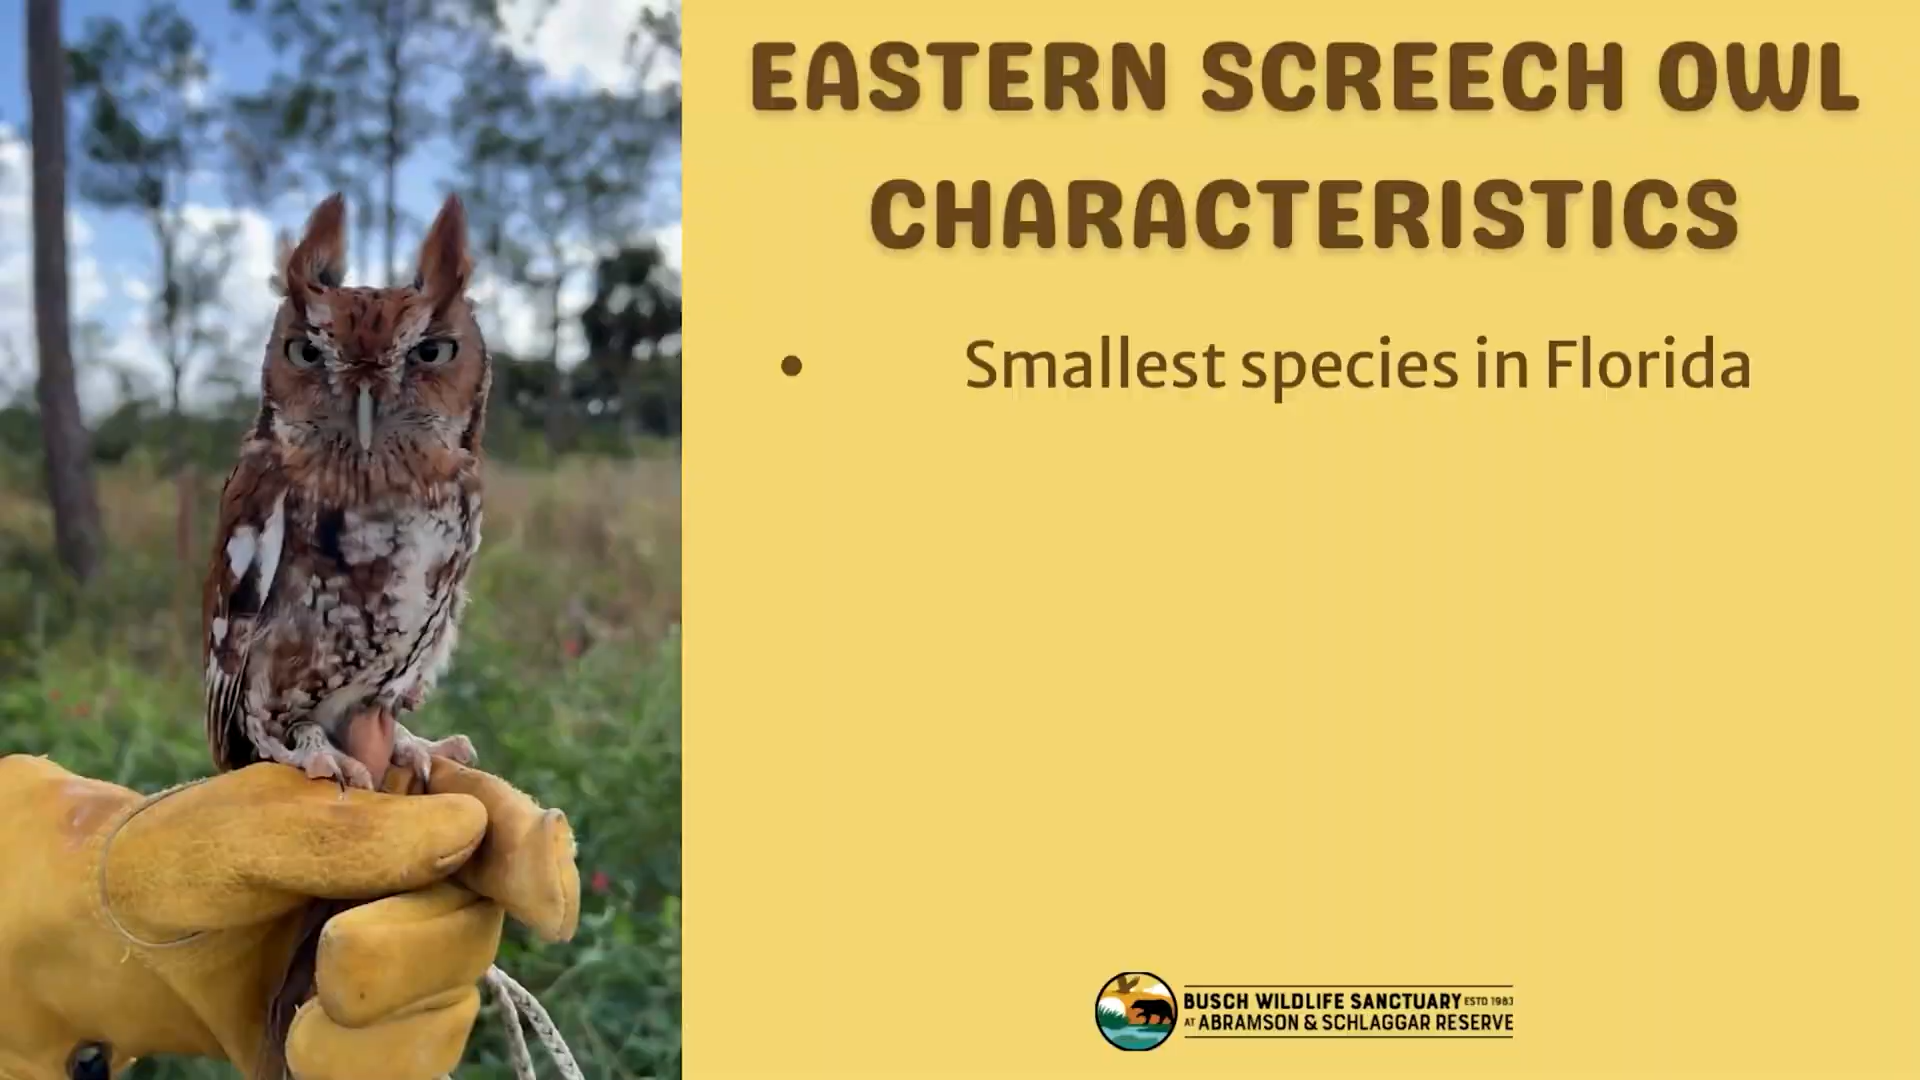 EASTERN SCREECH OWL
CHARACTERISTICS
• Smallest species in Florida
BUSCH WILDLIFE SANCTUARY ESTD 1983
AT ABRAMSON & SCHLAGGAR RESERVE